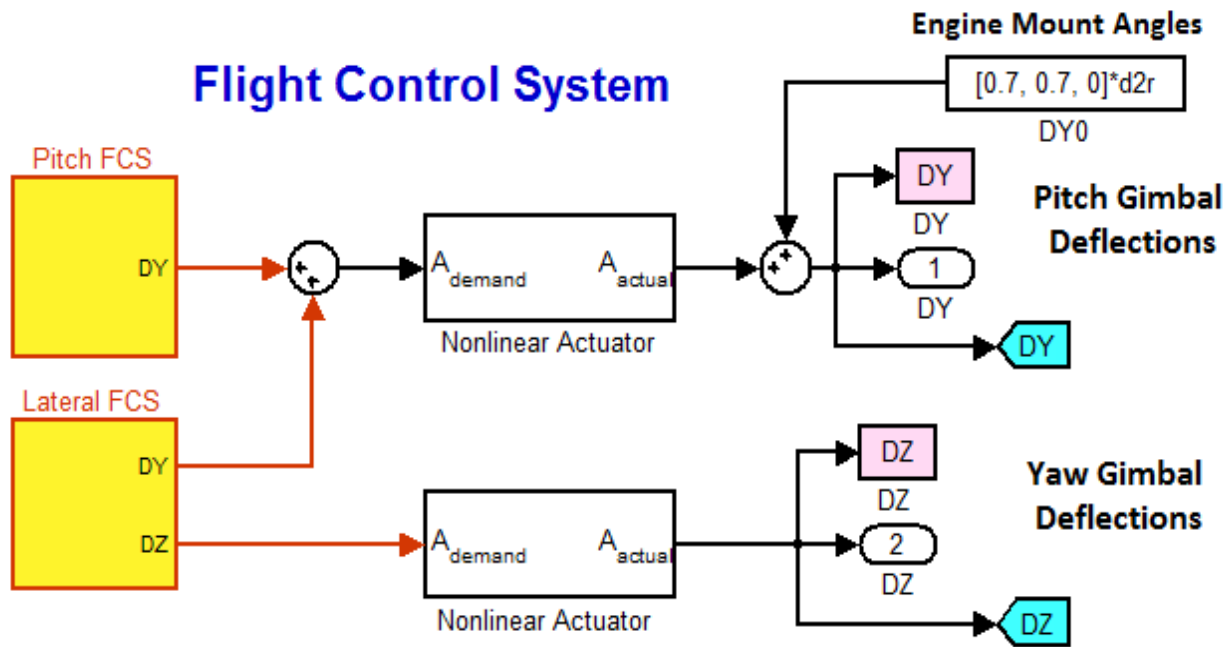 Engine Mount Angles
Flight Control System
[0.7, 0.7, 0]*d2r
DY0
Pitch FCS
DY
A demand
A actual
Nonlinear Actuator
DY
DY
1
DY
DY
Pitch Gimbal
Deflections
Lateral FCS
DY
DZ
A demand
A actual
Nonlinear Actuator
DZ
DZ
2
DZ
DZ
Yaw Gimbal
Deflections